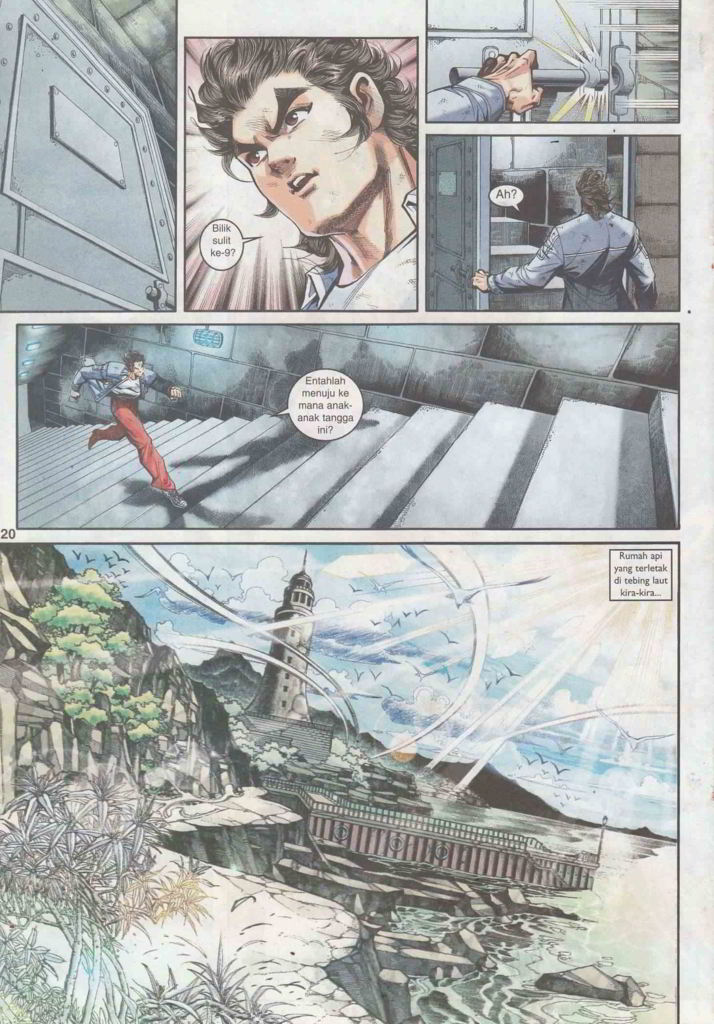 Bilik
sulit
ke-9?
Ah?
Entahlah
menuju ke
mana anak-
anak tangga
ini?
20
Rumah api
yang terletak
di tebing laut
kira-kira...